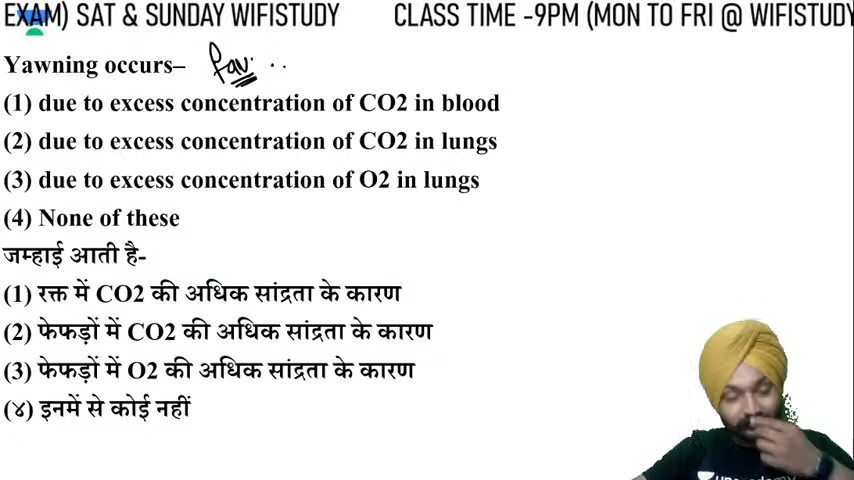 EXAM) SAT & SUNDAY WIFISTUDY CLASS TIME -9PM (MON TO FRI @ WIFISTUDY
Yawning occurs–
(1) due to excess concentration of CO2 in blood
(2) due to excess concentration of CO2 in lungs
(3) due to excess concentration of O2 in lungs
(4) None of these
जम्हाई आती है-
(1) रक्त में CO2 की अधिक सांद्रता के कारण
(2) फेफड़ों में CO2 की अधिक सांद्रता के कारण
(3) फेफड़ों में O2 की अधिक सांद्रता के कारण
(४) इनमें से कोई नहीं